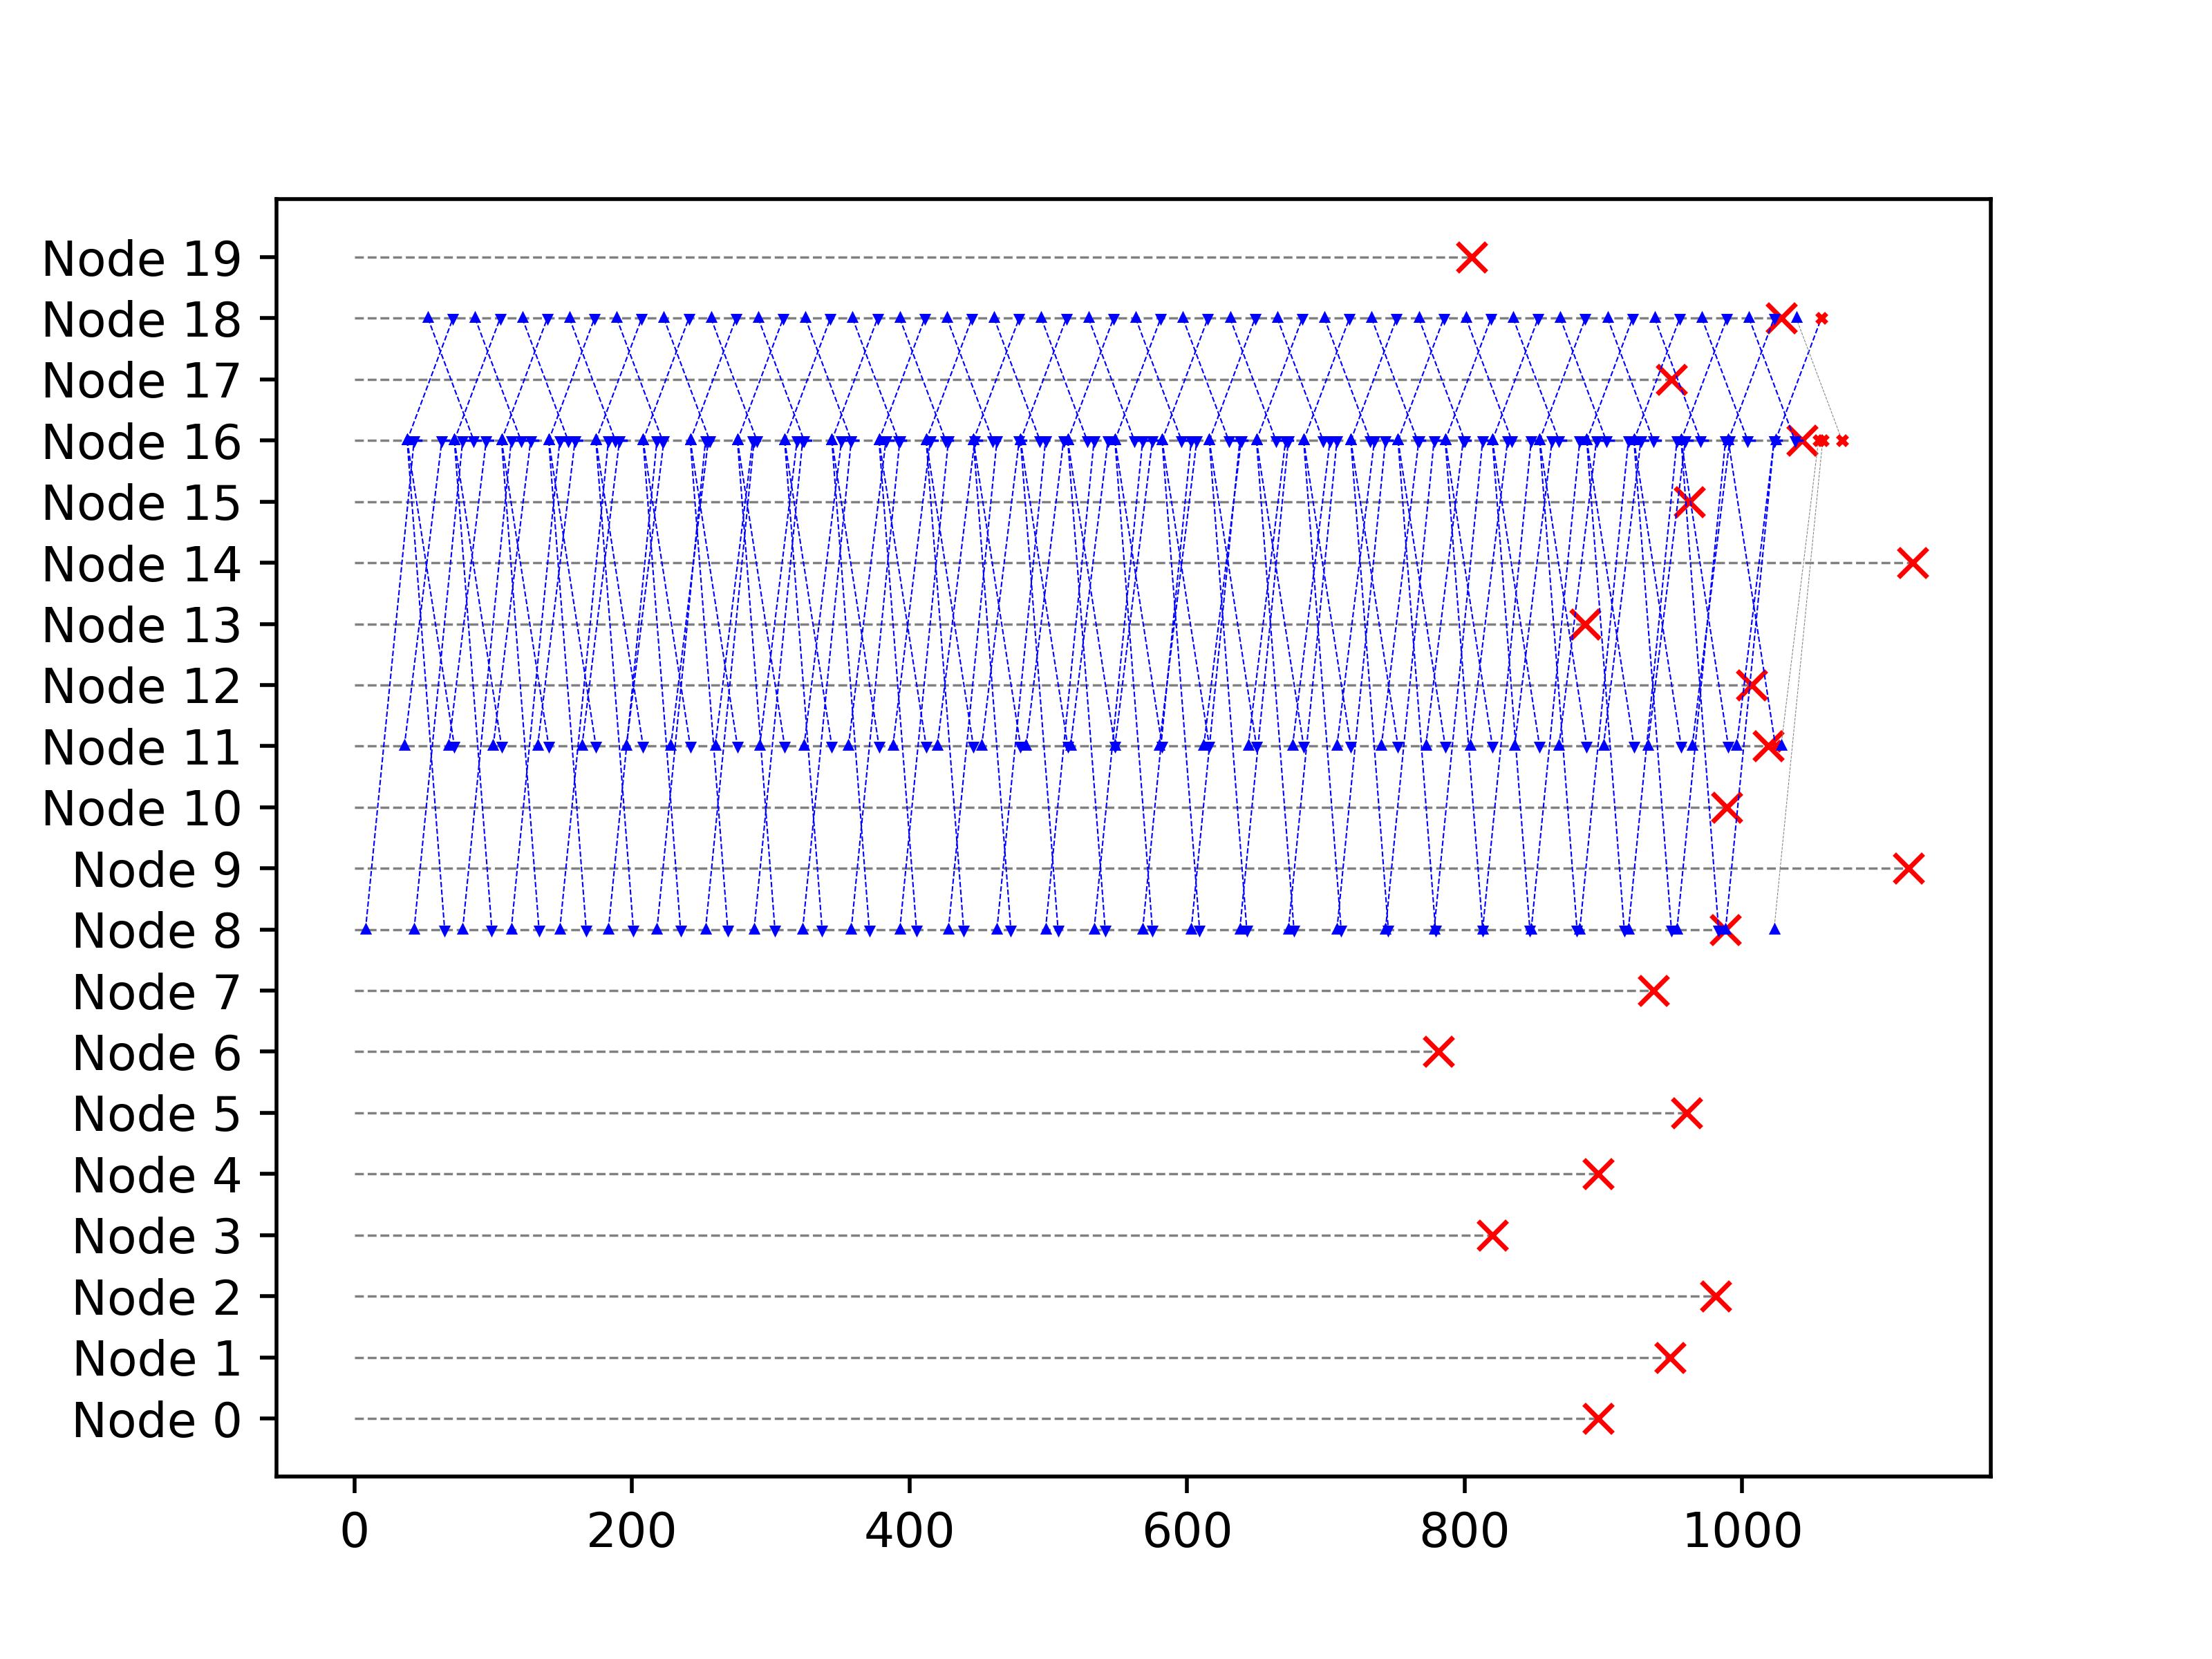 Node 19
Node 18
Node 17
Node 16
Node 15
Node 14
Node 13
Node 12
Node 11
Node 10
Node 9
Node 8
Node 7
Node 6
Node 5
Node 4
Node 3
Node 2
Node 1
Node 0
0 200 400 600 800 1000